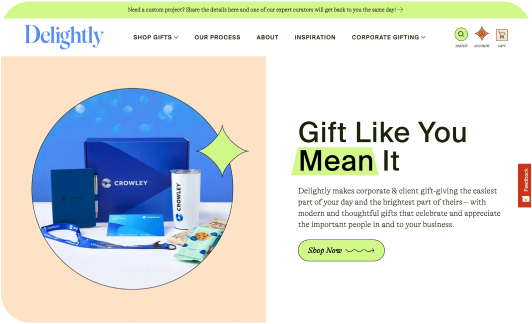 Need a custom project? Share the details here and one of our expert curators will get back to you the same day! →
Delightly
SHOP GIFTS
OUR PROCESS
ABOUT
INSPIRATION
CORPORATE GIFTING
search
account
cart
CROWLEY
CROWLEY
Gift Like You
Mean It
Delightly makes corporate & client gift-giving the easiest
part of your day and the brightest part of theirs – with
modern and thoughtful gifts that celebrate and appreciate
the important people in and to your business.
Shop Now
Feedback